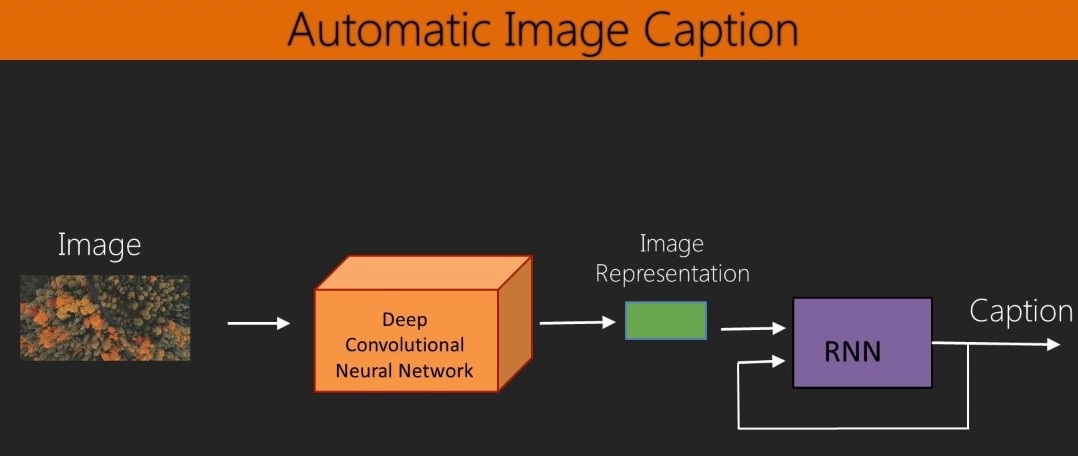 Automatic Image Caption
Image
Deep
Convolutional
Neural Network
Image
Representation
RNN
Caption